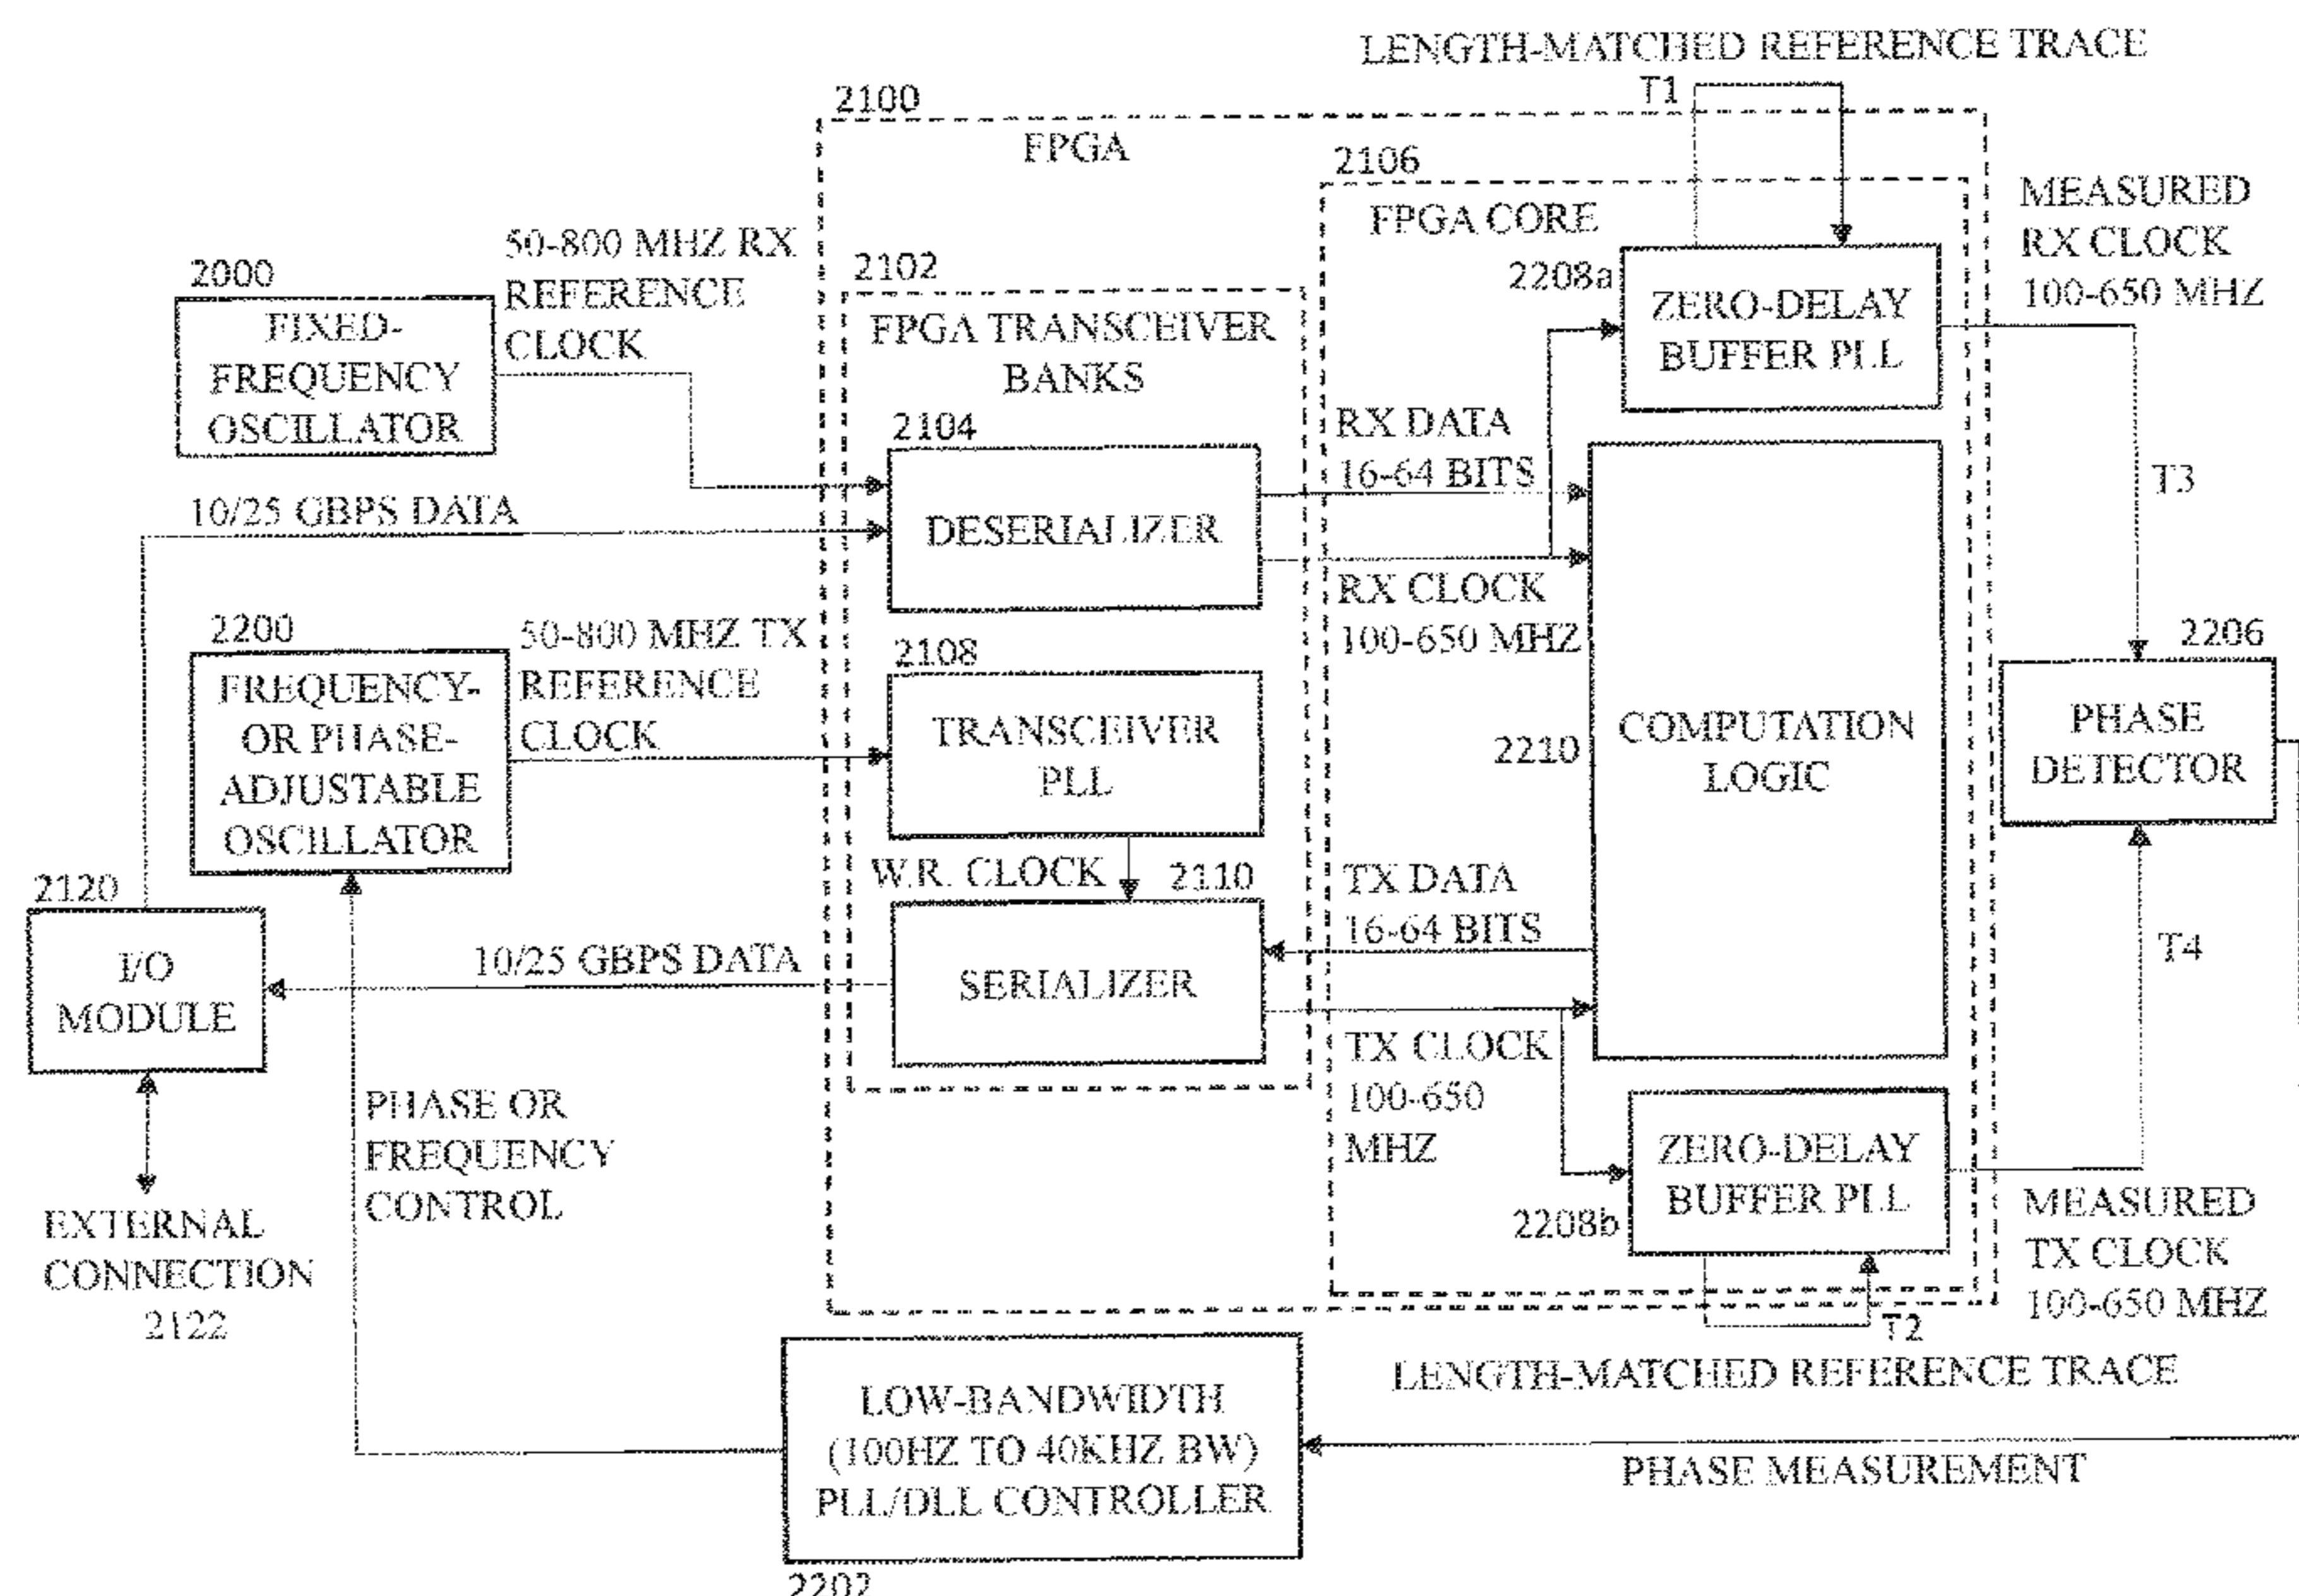 LENGTH-MATCHED REFERENCE TRACE
T1
2100
FPGA
2106
FPGA CORE
MEASURED
RX CLOCK
100-650 MHZ
2000
FIXED-
FREQUENCY
OSCILLATOR
50-800 MHZ RX
REFERENCE
CLOCK
2102
FPGA TRANSCEIVER
BANKS
2208a
ZERO-DELAY
BUFFER PLL
2104
DESERIALIZER
RX DATA
16-64 BITS
10/25 GBPS DATA
RX CLOCK
100-650 MHZ
T3
2200
FREQUENCY-
OR PHASE-
ADJUSTABLE
OSCILLATOR
50-800 MHZ TX
REFERENCE
CLOCK
2108
TRANSCEIVER
PLL
2210
COMPUTATION
LOGIC
2206
PHASE
DETECTOR
W.R. CLOCK
2110
SERIALIZER
TX DATA
16-64 BITS
T4
2120
I/O
MODULE
10/25 GBPS DATA
TX CLOCK
100-650
MHZ
PHASE OR
FREQUENCY
CONTROL
2208b
ZERO-DELAY
BUFFER PLL
MEASURED
TX CLOCK
100-650 MHZ
EXTERNAL
CONNECTION
2122
T2
LENGTH-MATCHED REFERENCE TRACE
LOW-BANDWIDTH
(100HZ TO 40KHZ BW)
PLL/DLL CONTROLLER
PHASE MEASUREMENT
2202